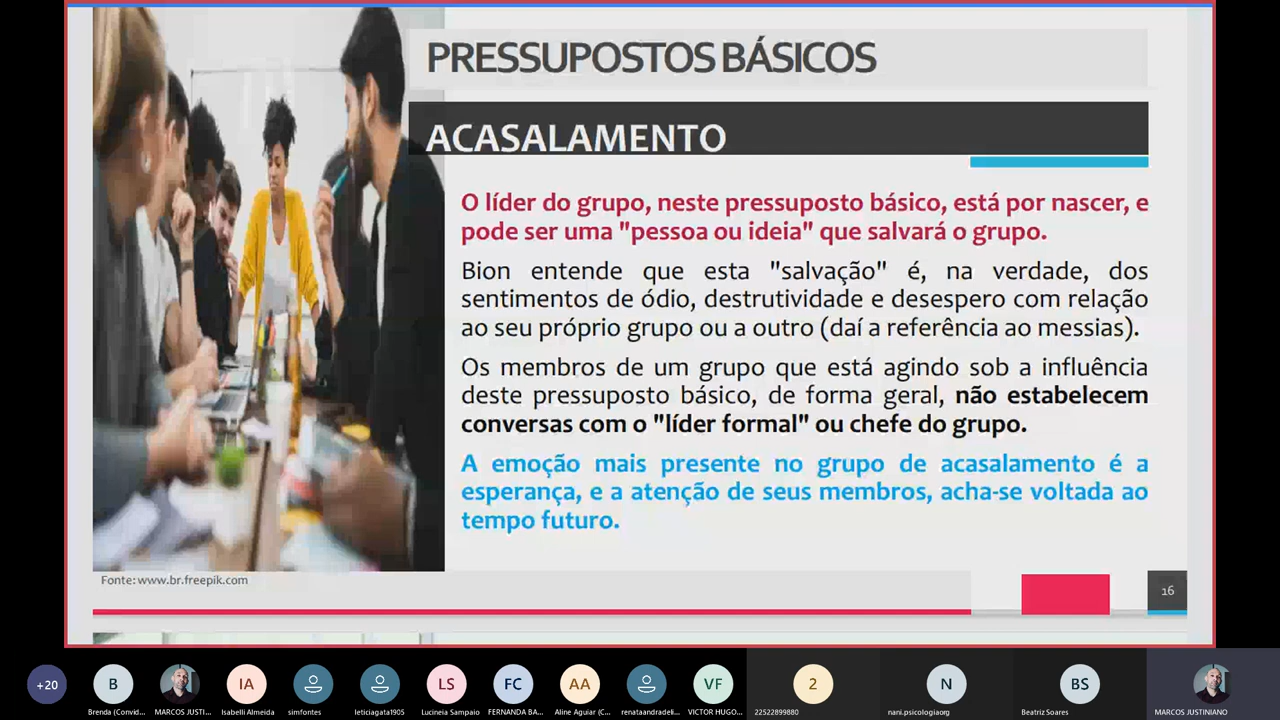 PRESSUPOSTOS BÁSICOS
ACASALAMENTO
O líder do grupo, neste pressuposto básico, está por nascer, e
pode ser uma "pessoa ou ideia" que salvará o grupo.
Bion entende que esta "salvação" é, na verdade, dos
sentimentos de ódio, destrutividade e desespero com relação
ao seu próprio grupo ou a outro (daí a referência ao messias).
Os membros de um grupo que está agindo sob a influência
deste pressuposto básico, de forma geral, não estabelecem
conversas com o "líder formal" ou chefe do grupo.
A emoção mais presente no grupo de acasalamento é a
esperança, e a atenção de seus membros, acha-se voltada ao
tempo futuro.
Fonte: www.br.freepik.com
16
+20
B
IA
LS
FC
AA
VF
2
N
BS
Brenda (Convid...
MARCOS JUSTI...
Isabelli Almeida
simfontes
leticiagata1905
Lucineia Sampaio
FERNANDA BA...
Aline Aguiar (C...
renataandradeli...
VICTOR HUGO...
22522899880
nani.psicologiaorg
Beatriz Soares
MARCOS JUSTINIANO